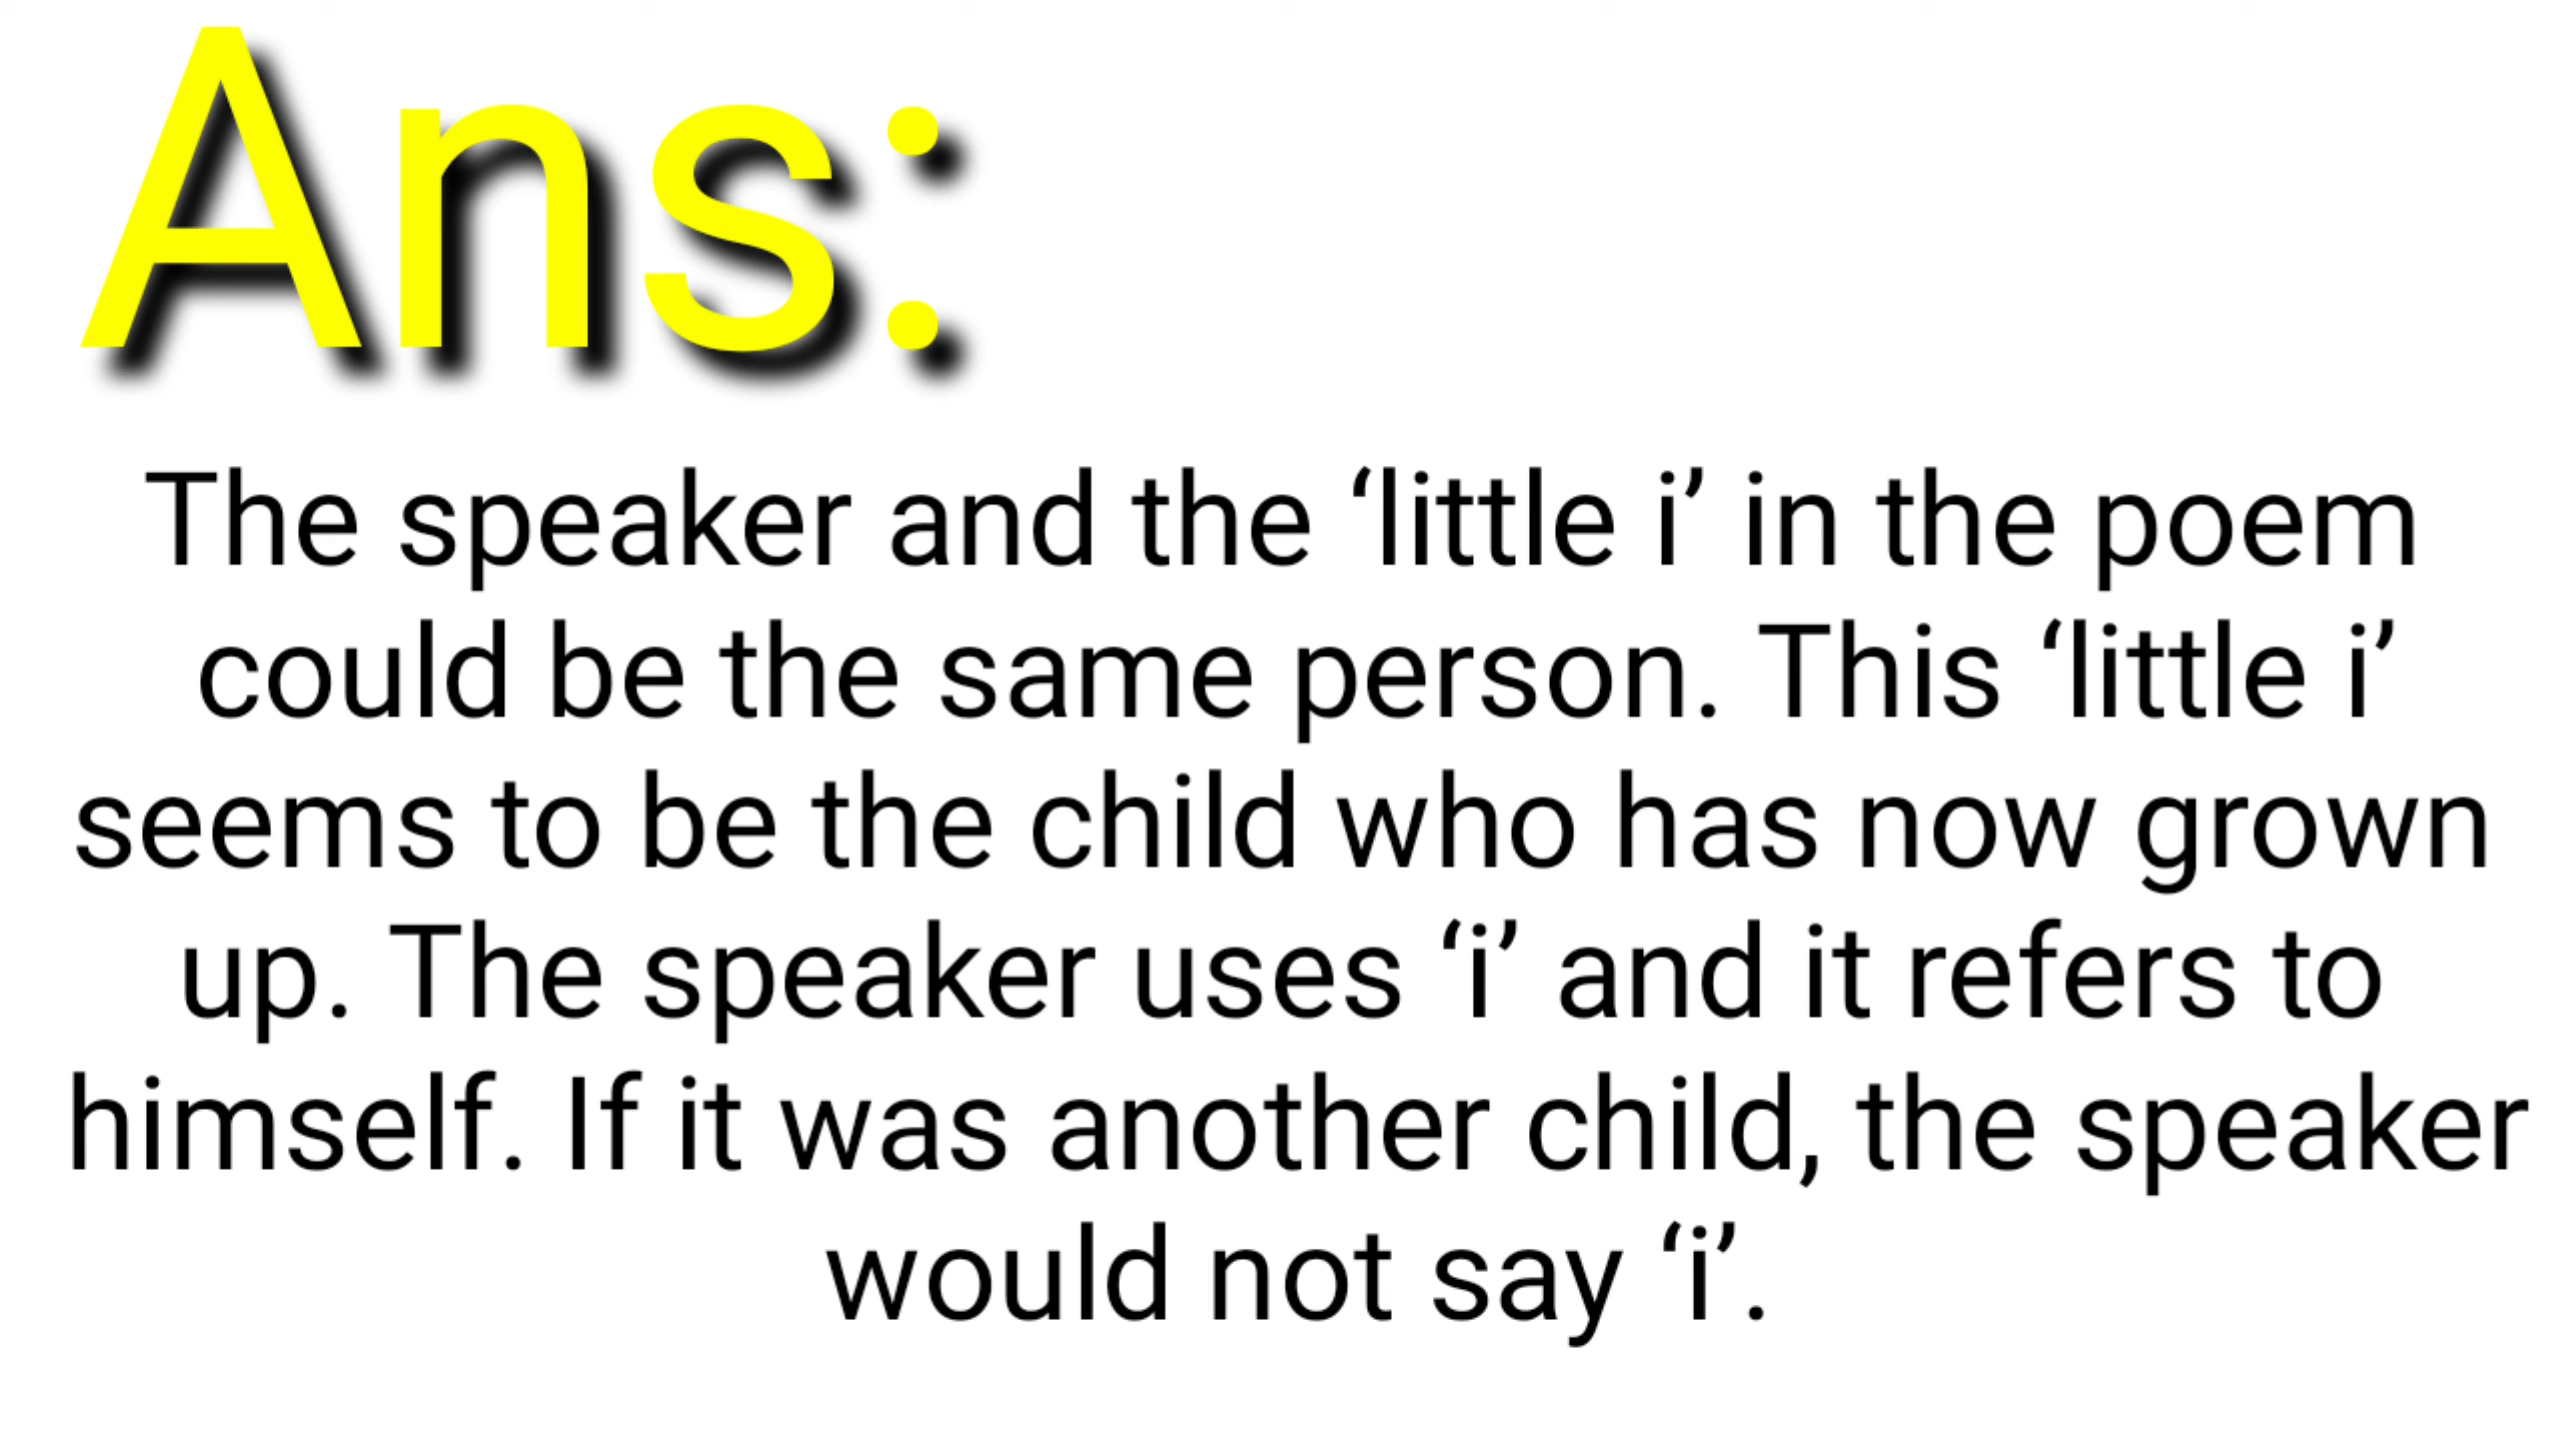 Ans:
The speaker and the ‘little i’ in the poem
could be the same person. This ‘little i’
seems to be the child who has now grown
up. The speaker uses ‘i’ and it refers to
himself. If it was another child, the speaker
would not say ‘i’.